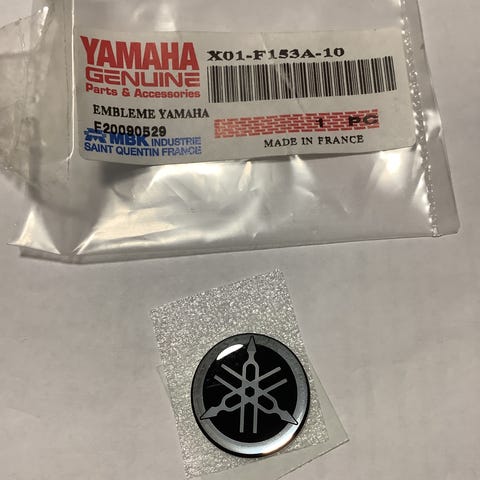 YAMAHA
GENUINE
Parts & Accessories
X01-F153A-10
EMBLEME YAMAHA
E20090529
1 PC
MBK INDUSTRIE
SAINT QUENTIN FRANCE
MADE IN FRANCE